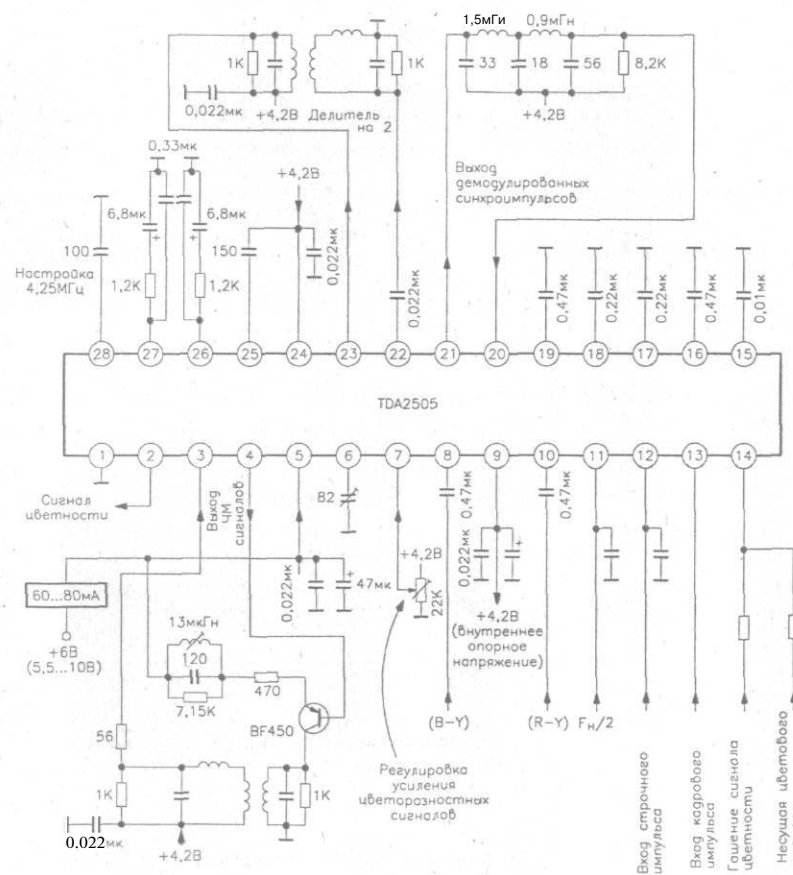 1,5мГи
0,9мГн
1К
1К
33
18
56
8,2К
0,022мк
+4,2В
Делитель
на 2
+4,2В
0,33мк
+4,2В
Выход
демодулированных
синхроимпульсов
6,8мк
6,8мк
+
+
100
150
0,022мк
0,022мк
Настройка
4,25МГц
1,2К
1,2К
0,47мк
0,22мк
0,22мк
0,47мк
0,01мк
28
27
26
25
24
23
22
21
20
19
18
17
16
15
TDA2505
1
2
3
4
5
6
7
8
9
10
11
12
13
14
Сигнал
цветности
Выход
ЧМ
сигналов
82
0,47мк
0,47мк
+4,2В
0,022мк
+
60...80мА
0,022мк
+
47мк
22К
+4,2В
(внутреннее
опорное
напряжение)
+6В
(5,5...10В)
13мкГн
120
7,15К
470
BF450
(B-Y)
(R-Y)
Fн/2
56
Регулировка
усиления
цветоразностных
сигналов
1К
1К
0.022мк
+4,2В
Вход строчного
импульса
Вход кадрового
импульса
Гашение сигнала
цветности
Несущая цветового